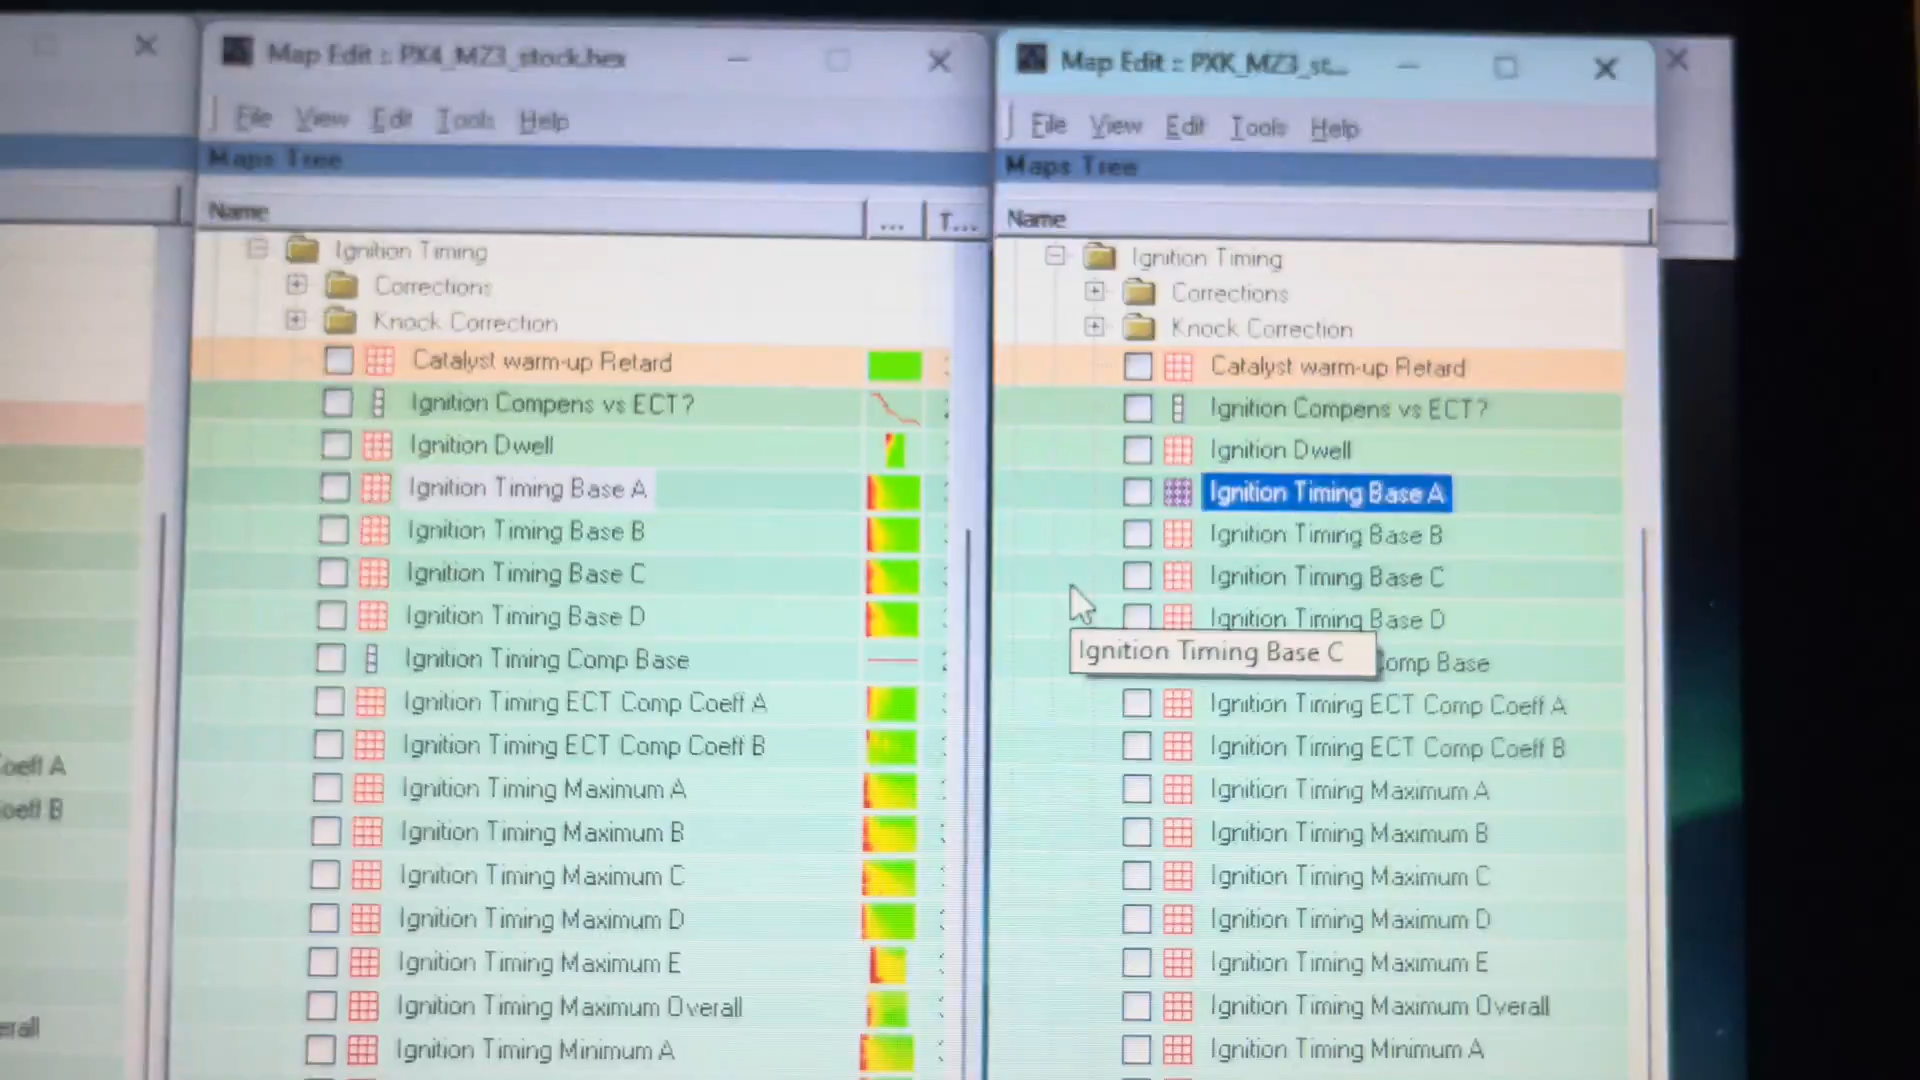 Map Edit :: PX4_MZ3_stock.hex
File View Edit Tools Help
Maps Tree
Name ... T...
Ignition Timing
Corrections
Knock Correction
Catalyst warm-up Retard
Ignition Compens vs ECT?
Ignition Dwell
Ignition Timing Base A
Ignition Timing Base B
Ignition Timing Base C
Ignition Timing Base D
Ignition Timing Comp Base
Ignition Timing ECT Comp Coeff A
Ignition Timing ECT Comp Coeff B
Ignition Timing Maximum A
Ignition Timing Maximum B
Ignition Timing Maximum C
Ignition Timing Maximum D
Ignition Timing Maximum E
Ignition Timing Maximum Overall
Ignition Timing Minimum A
Map Edit :: PXK_MZ3_st...
File View Edit Tools Help
Maps Tree
Name
Ignition Timing
Corrections
Knock Correction
Catalyst warm-up Retard
Ignition Compens vs ECT?
Ignition Dwell
Ignition Timing Base A
Ignition Timing Base B
Ignition Timing Base C
Ignition Timing Base D
Ignition Timing Base C
Comp Base
Ignition Timing ECT Comp Coeff A
Ignition Timing ECT Comp Coeff B
Ignition Timing Maximum A
Ignition Timing Maximum B
Ignition Timing Maximum C
Ignition Timing Maximum D
Ignition Timing Maximum E
Ignition Timing Maximum Overall
Ignition Timing Minimum A